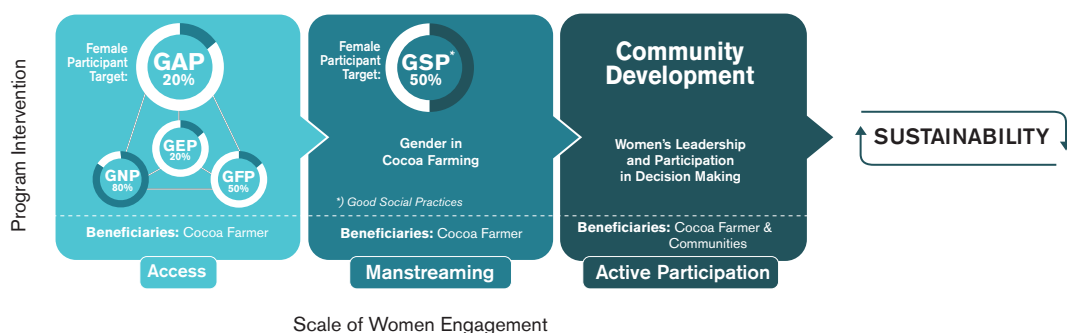 Program Intervention
Female
Participant
Target:
GAP
20%
GEP
20%
GNP
80%
GFP
50%
Beneficiaries: Cocoa Farmer
Access
Female
Participant
Target:
GSP*
50%
Gender in
Cocoa Farming
*) Good Social Practices
Beneficiaries: Cocoa Farmer
Manstreaming
Community
Development
Women's Leadership
and Participation
in Decision Making
Beneficiaries: Cocoa Farmer &
Communities
Active Participation
SUSTAINABILITY
Scale of Women Engagement